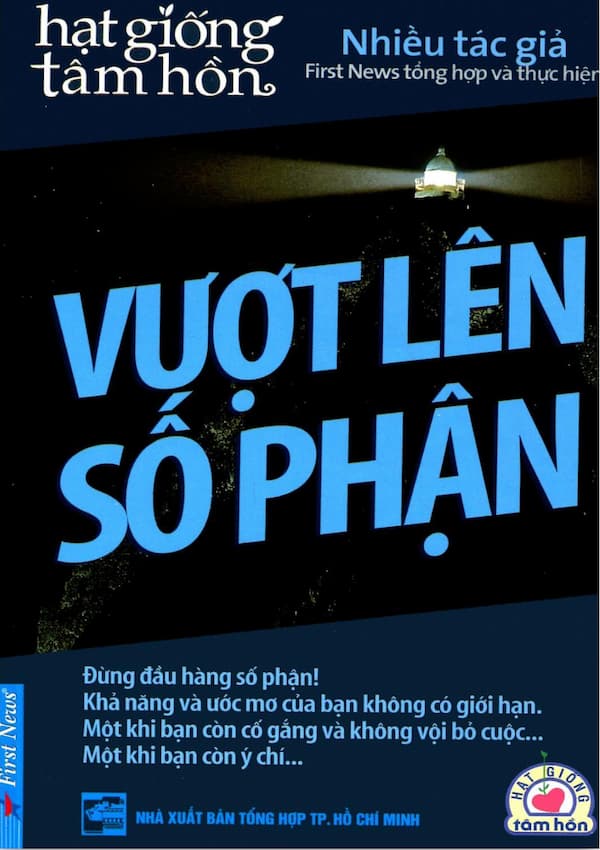 hạt giống
tâm hồn
Nhiều tác giả
First News tổng hợp và thực hiện
VƯỢT LÊN
SỐ PHẬN
Đừng đầu hàng số phận!
Khả năng và ước mơ của bạn không có giới hạn.
Một khi bạn còn cố gắng và không vội bỏ cuộc...
Một khi bạn còn ý chí...
First News®
NHÀ XUẤT BẢN TỔNG HỢP TP. HỒ CHÍ MINH
HẠT GIỐNG
tâm hồn